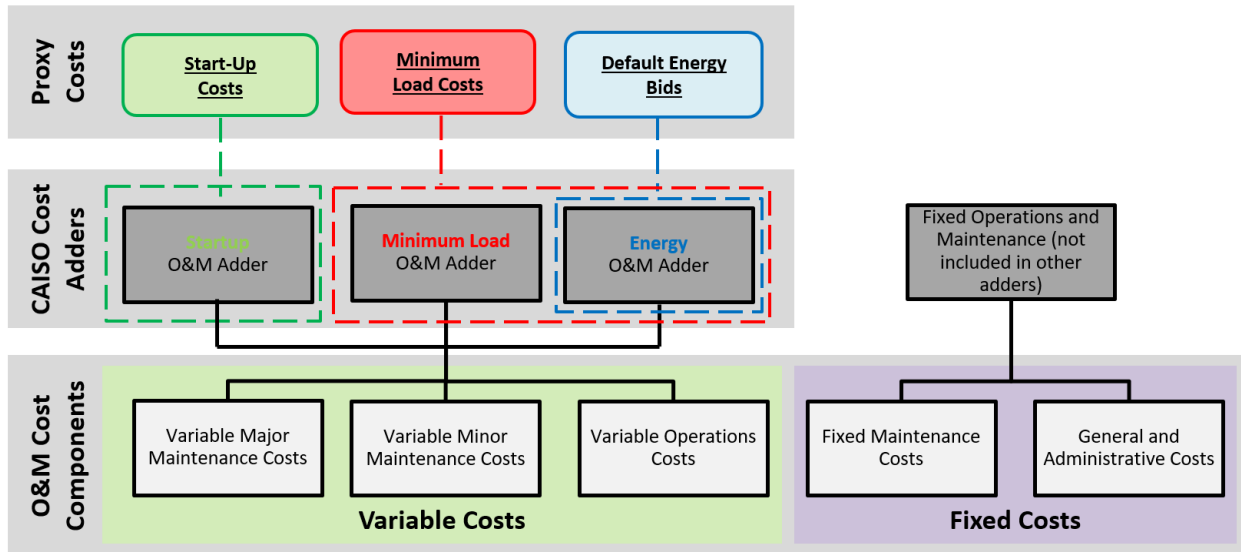 Proxy
Costs
Start-Up
Costs
Minimum
Load Costs
Default Energy
Bids
CAISO Cost
Adders
Startup
O&M Adder
Minimum Load
O&M Adder
Energy
O&M Adder
Fixed Operations and
Maintenance (not
included in other
adders)
O&M Cost
Components
Variable Major
Maintenance Costs
Variable Minor
Maintenance Costs
Variable Operations
Costs
Fixed Maintenance
Costs
General and
Administrative Costs
Variable Costs
Fixed Costs